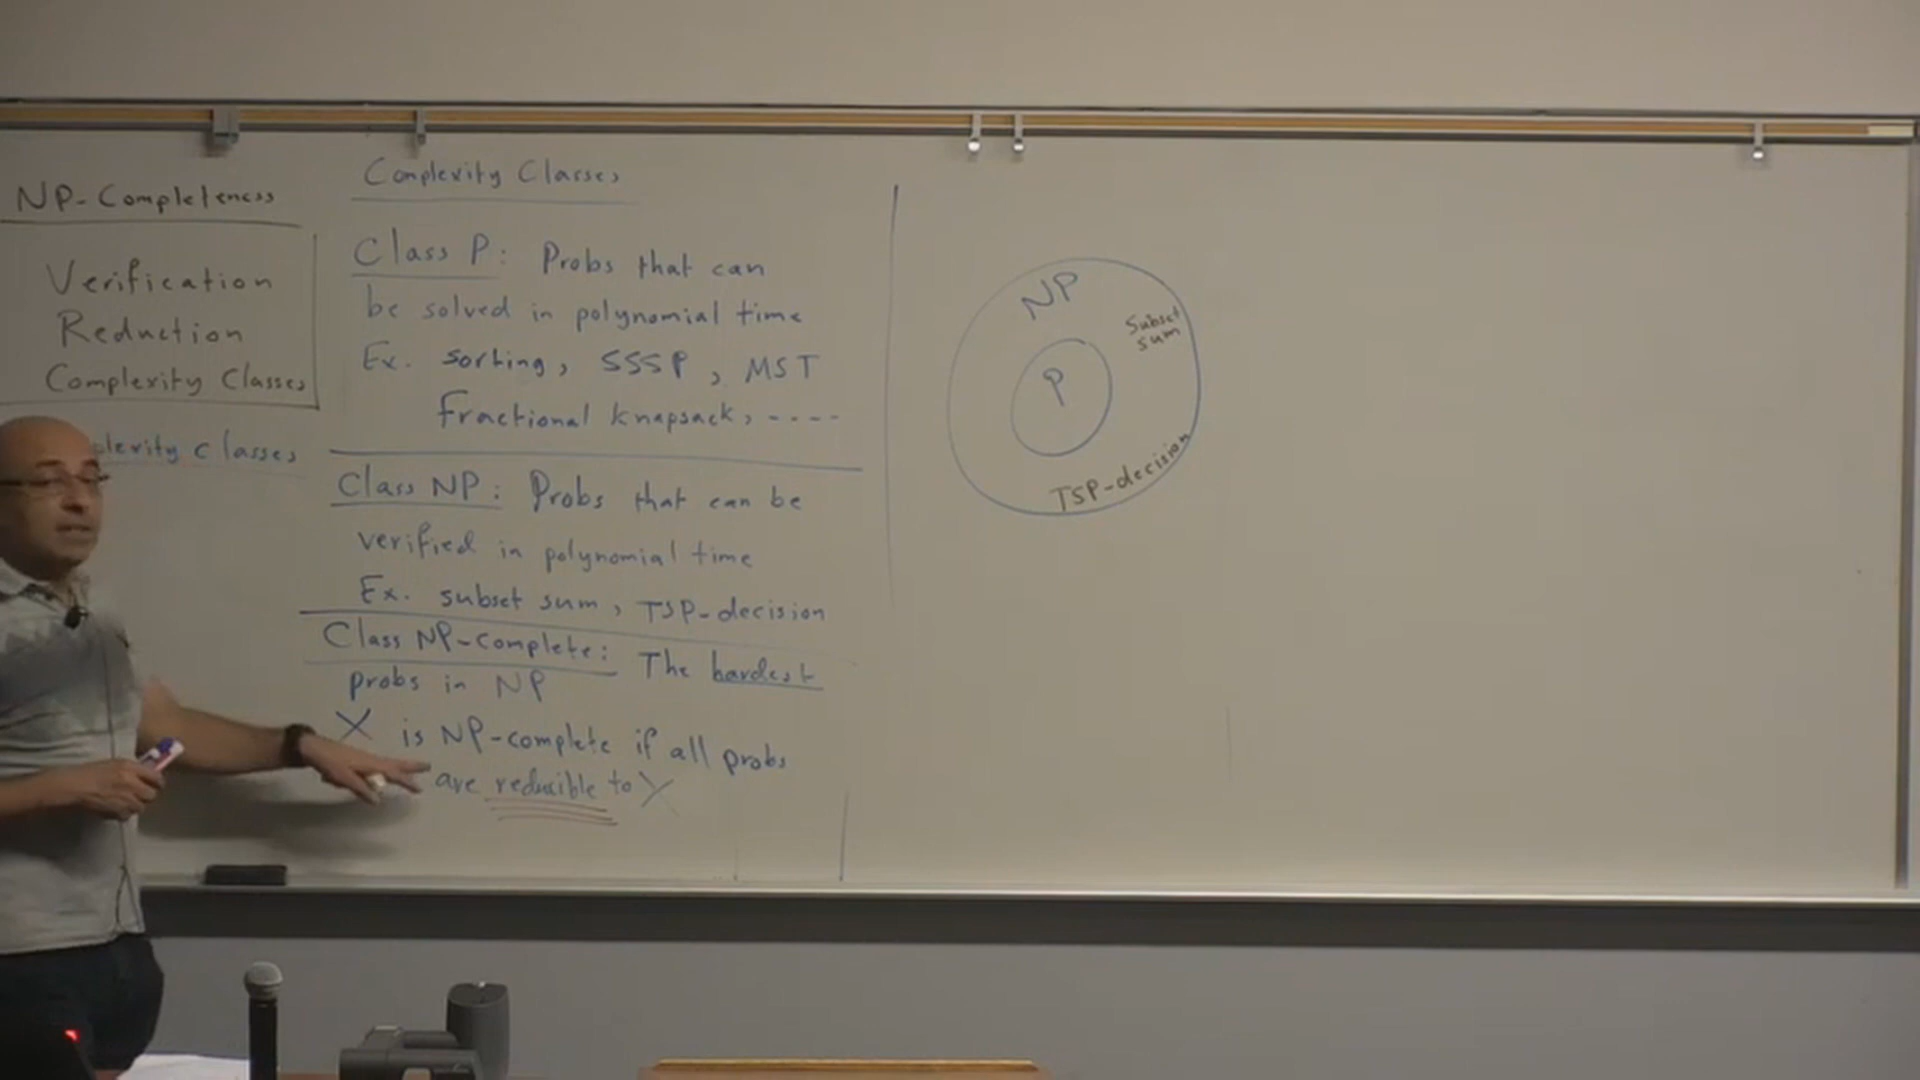 NP-Completeness
Verification
Reduction
Complexity Classes
plexity classes
Complexity Classes
Class P: Probs that can
be solved in polynomial time
Ex. sorting, SSSP, MST
Fractional knapsack, ----
Class NP: Probs that can be
verified in polynomial time
Ex. subset sum, TSP-decision
Class NP-complete: The hardest
probs in NP
X is NP-complete if all probs
are reducible to X
NP
Subset
sum
P
TSP-decision